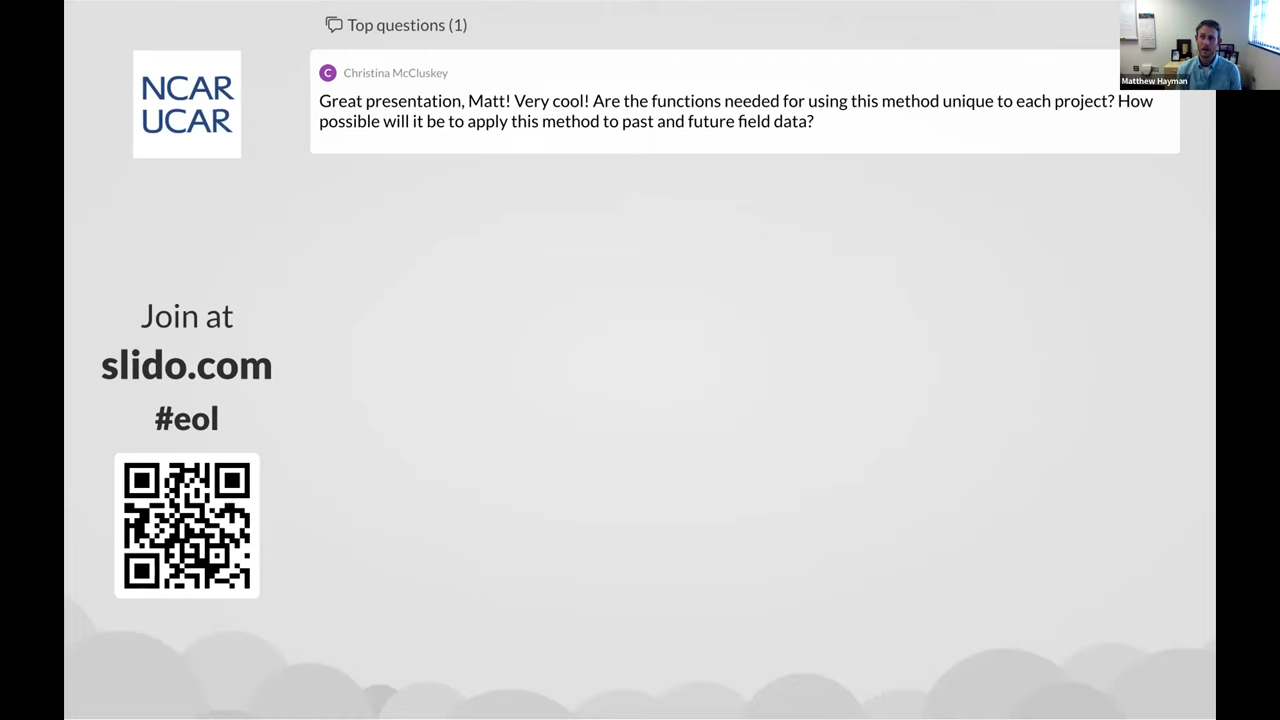 Top questions (1)
NCAR
UCAR
C Christina McCluskey
Great presentation, Matt! Very cool! Are the functions needed for using this method unique to each project? How
possible will it be to apply this method to past and future field data?
Matthew Hayman
Join at
slido.com
#eol